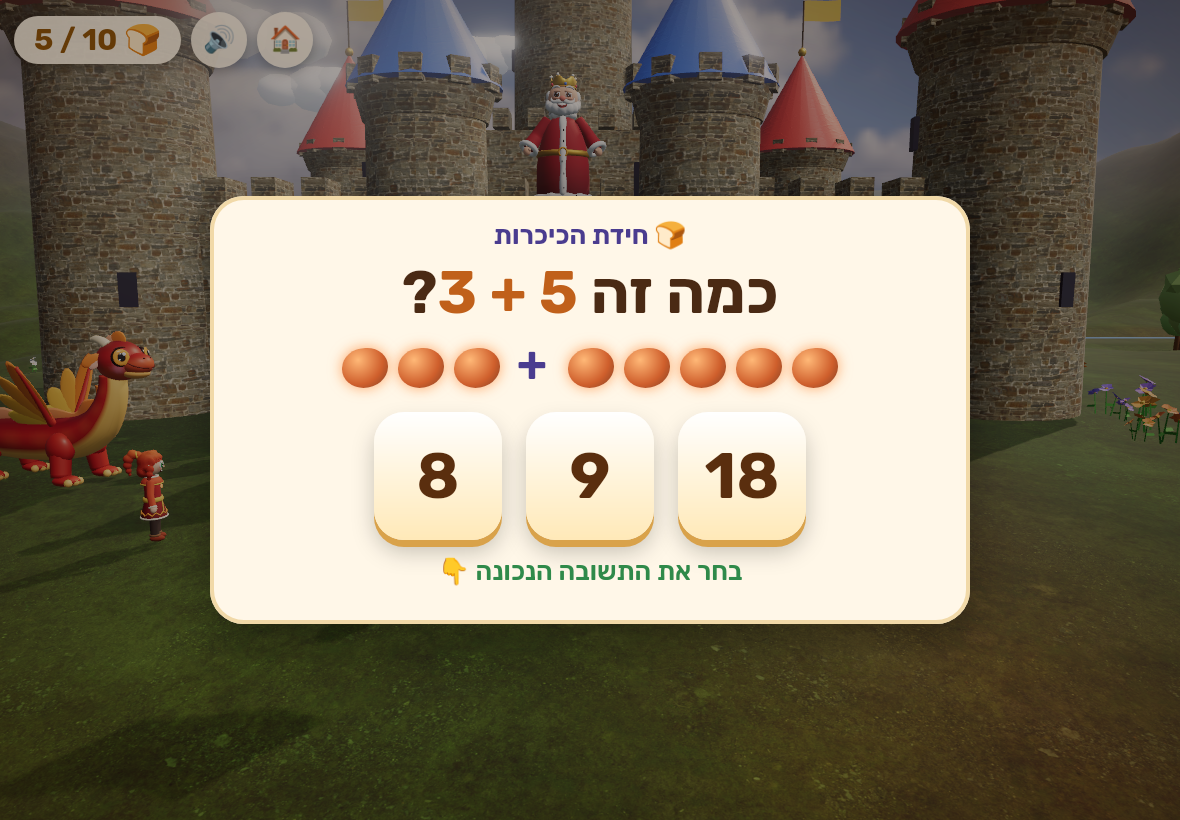 5 / 10
חידת הכיכרות
כמה זה 5 + 3?
+
8 9 18
בחר את התשובה הנכונה